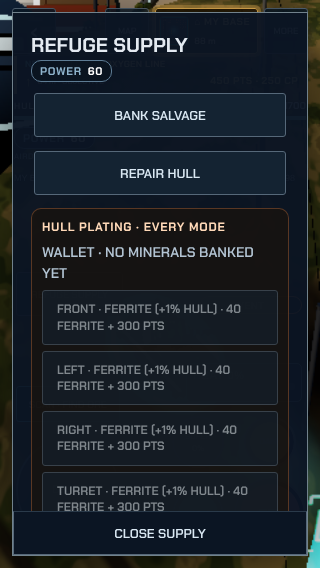 REFUGE SUPPLY
POWER 60
BANK SALVAGE
REPAIR HULL
HULL PLATING · EVERY MODE
WALLET · NO MINERALS BANKED
YET
FRONT · FERRITE (+1% HULL) · 40
FERRITE + 300 PTS
LEFT · FERRITE (+1% HULL) · 40
FERRITE + 300 PTS
RIGHT · FERRITE (+1% HULL) · 40
FERRITE + 300 PTS
TURRET · FERRITE (+1% HULL) · 40
FERRITE + 300 PTS
CLOSE SUPPLY